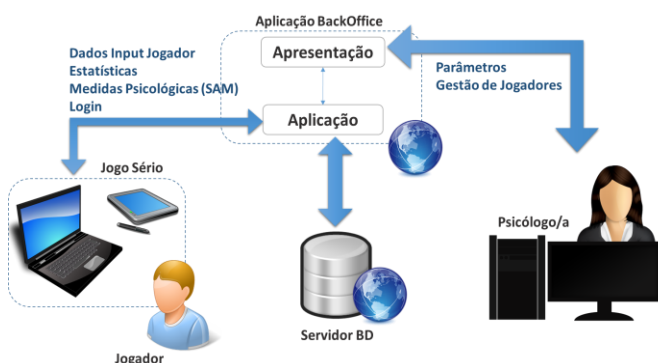 Aplicação BackOffice
Apresentação
Aplicação
Dados Input Jogador
Estatísticas
Medidas Psicológicas (SAM)
Login
Parâmetros
Gestão de Jogadores
Jogo Sério
Jogador
Servidor BD
Psicólogo/a